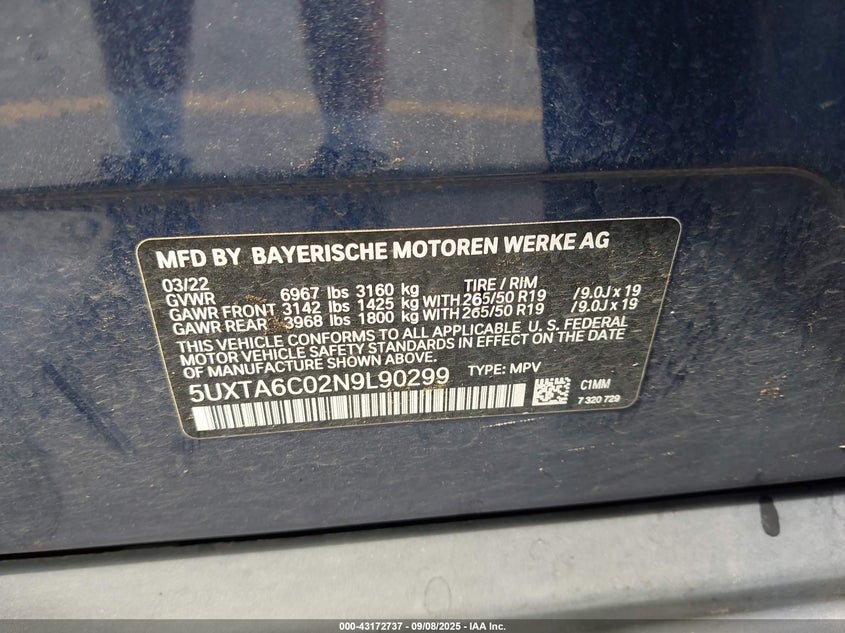 MFD BY BAYERISCHE MOTOREN WERKE AG
03/22 TIRE / RIM
GVWR 6967 lbs 3160 kg
GAWR FRONT 3142 lbs 1425 kg WITH 265/50 R19 /9.0J x 19
GAWR REAR 3968 lbs 1800 kg WITH 265/50 R19 /9.0J x 19
THIS VEHICLE CONFORMS TO ALL APPLICABLE U. S. FEDERAL
MOTOR VEHICLE SAFETY STANDARDS IN EFFECT ON THE DATE
OF MANUFACTURE SHOWN ABOVE.
5UXTA6C02N9L90299 TYPE: MPV
C1MM
7 320 729
000-43172737 - 09/08/2025 - IAA Inc.